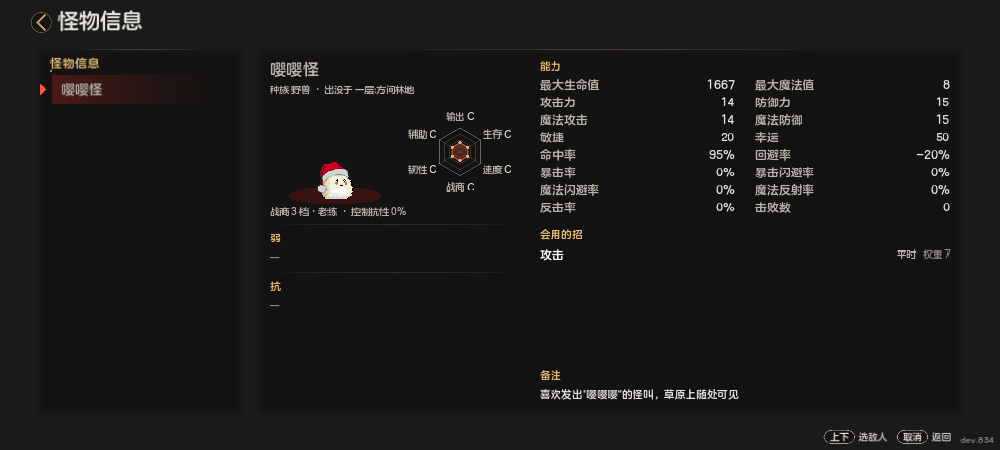 怪物信息
怪物信息
嘤嘤怪
嘤嘤怪
种族 野兽 · 出没于 一层:方问林地
输出 C
辅助 C 生存 C
韧性 C 速度 C
战商 C
战商 3 档 · 老练 · 控制抗性 0%
弱
—
抗
—
能力
最大生命值 1667 最大魔法值 8
攻击力 14 防御力 15
魔法攻击 14 魔法防御 15
敏捷 20 幸运 50
命中率 95% 回避率 -20%
暴击率 0% 暴击闪避率 0%
魔法闪避率 0% 魔法反射率 0%
反击率 0% 击败数 0
会用的招
攻击 平时 权重 7
备注
喜欢发出"嘤嘤嘤"的怪叫，草原上随处可见
上下 选敌人 取消 返回 dev.834